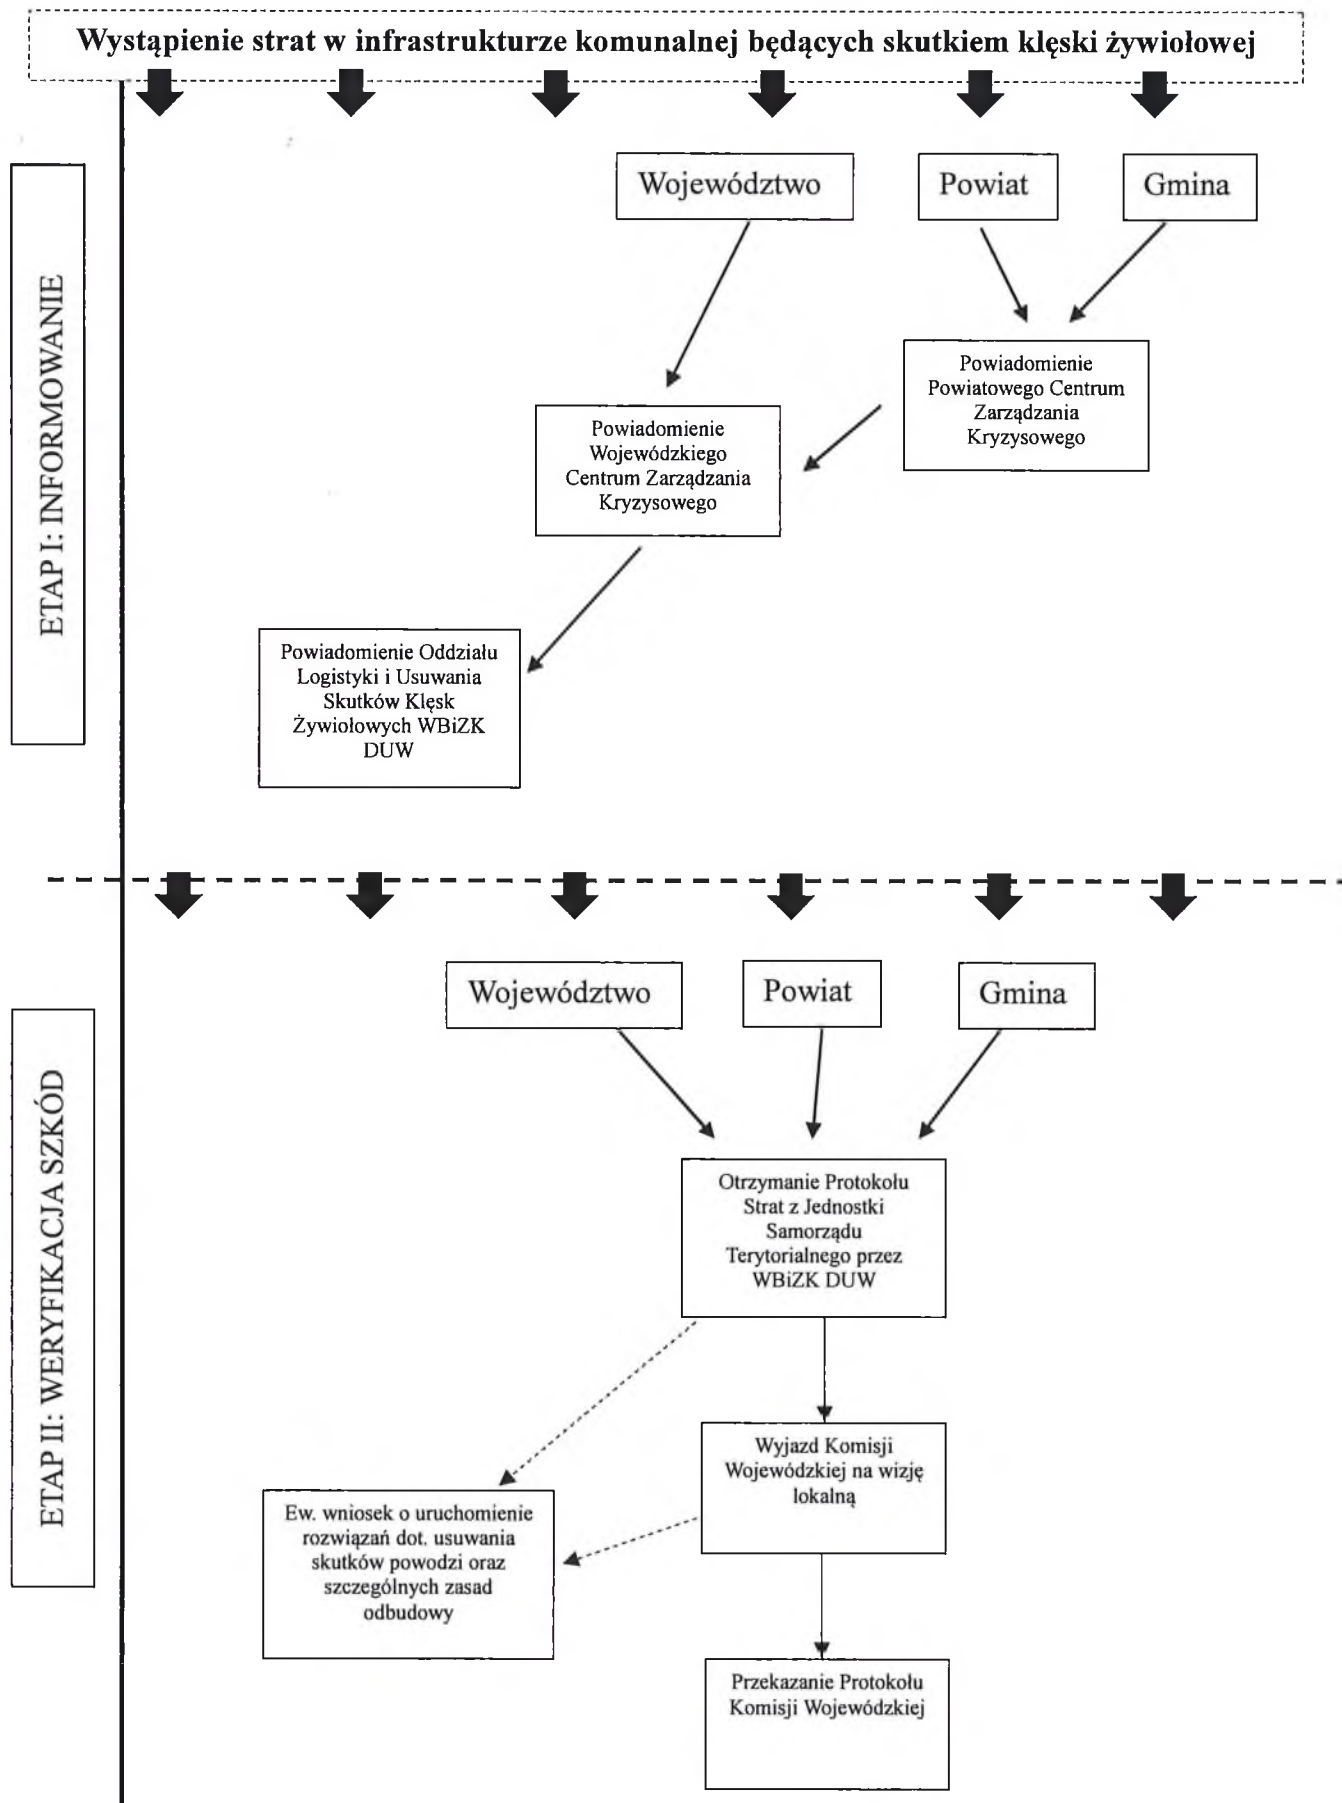 Wystąpienie strat w infrastrukturze komunalnej będących skutkiem klęski żywiołowej
ETAP I: INFORMOWANIE
Województwo
Powiat
Gmina
Powiadomienie
Powiatowego Centrum
Zarządzania
Kryzysowego
Powiadomienie
Wojewódzkiego
Centrum Zarządzania
Kryzysowego
Powiadomienie Oddziału
Logistyki i Usuwania
Skutków Klęsk
Żywiołowych WBiZK
DUW
ETAP II: WERYFIKACJA SZKÓD
Województwo
Powiat
Gmina
Otrzymanie Protokołu
Strat z Jednostki
Samorządu
Terytorialnego przez
WBiZK DUW
Wyjazd Komisji
Wojewódzkiej na wizję
lokalną
Ew. wniosek o uruchomienie
rozwiązań dot. usuwania
skutków powodzi oraz
szczególnych zasad
odbudowy
Przekazanie Protokołu
Komisji Wojewódzkiej